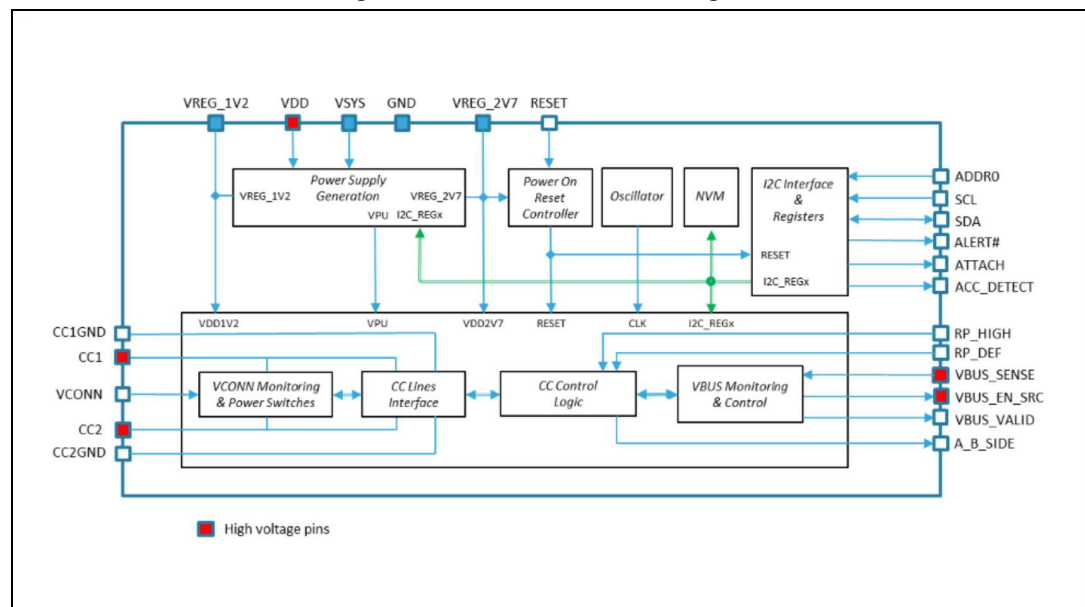 VREG_1V2 VDD VSYS GND VREG_2V7 RESET
Power Supply
Generation
VREG_1V2
VREG_2V7
VPU I2C_REGx
Power On
Reset
Controller
Oscillator
NVM
I2C Interface
&
Registers
RESET
I2C_REGx
ADDR0
SCL
SDA
ALERT#
ATTACH
ACC_DETECT
VDD1V2 VPU VDD2V7 RESET CLK I2C_REGx
CC1GND
CC1
VCONN
CC2
CC2GND
VCONN Monitoring
& Power Switches
CC Lines
Interface
CC Control
Logic
VBUS Monitoring
& Control
RP_HIGH
RP_DEF
VBUS_SENSE
VBUS_EN_SRC
VBUS_VALID
A_B_SIDE
High voltage pins